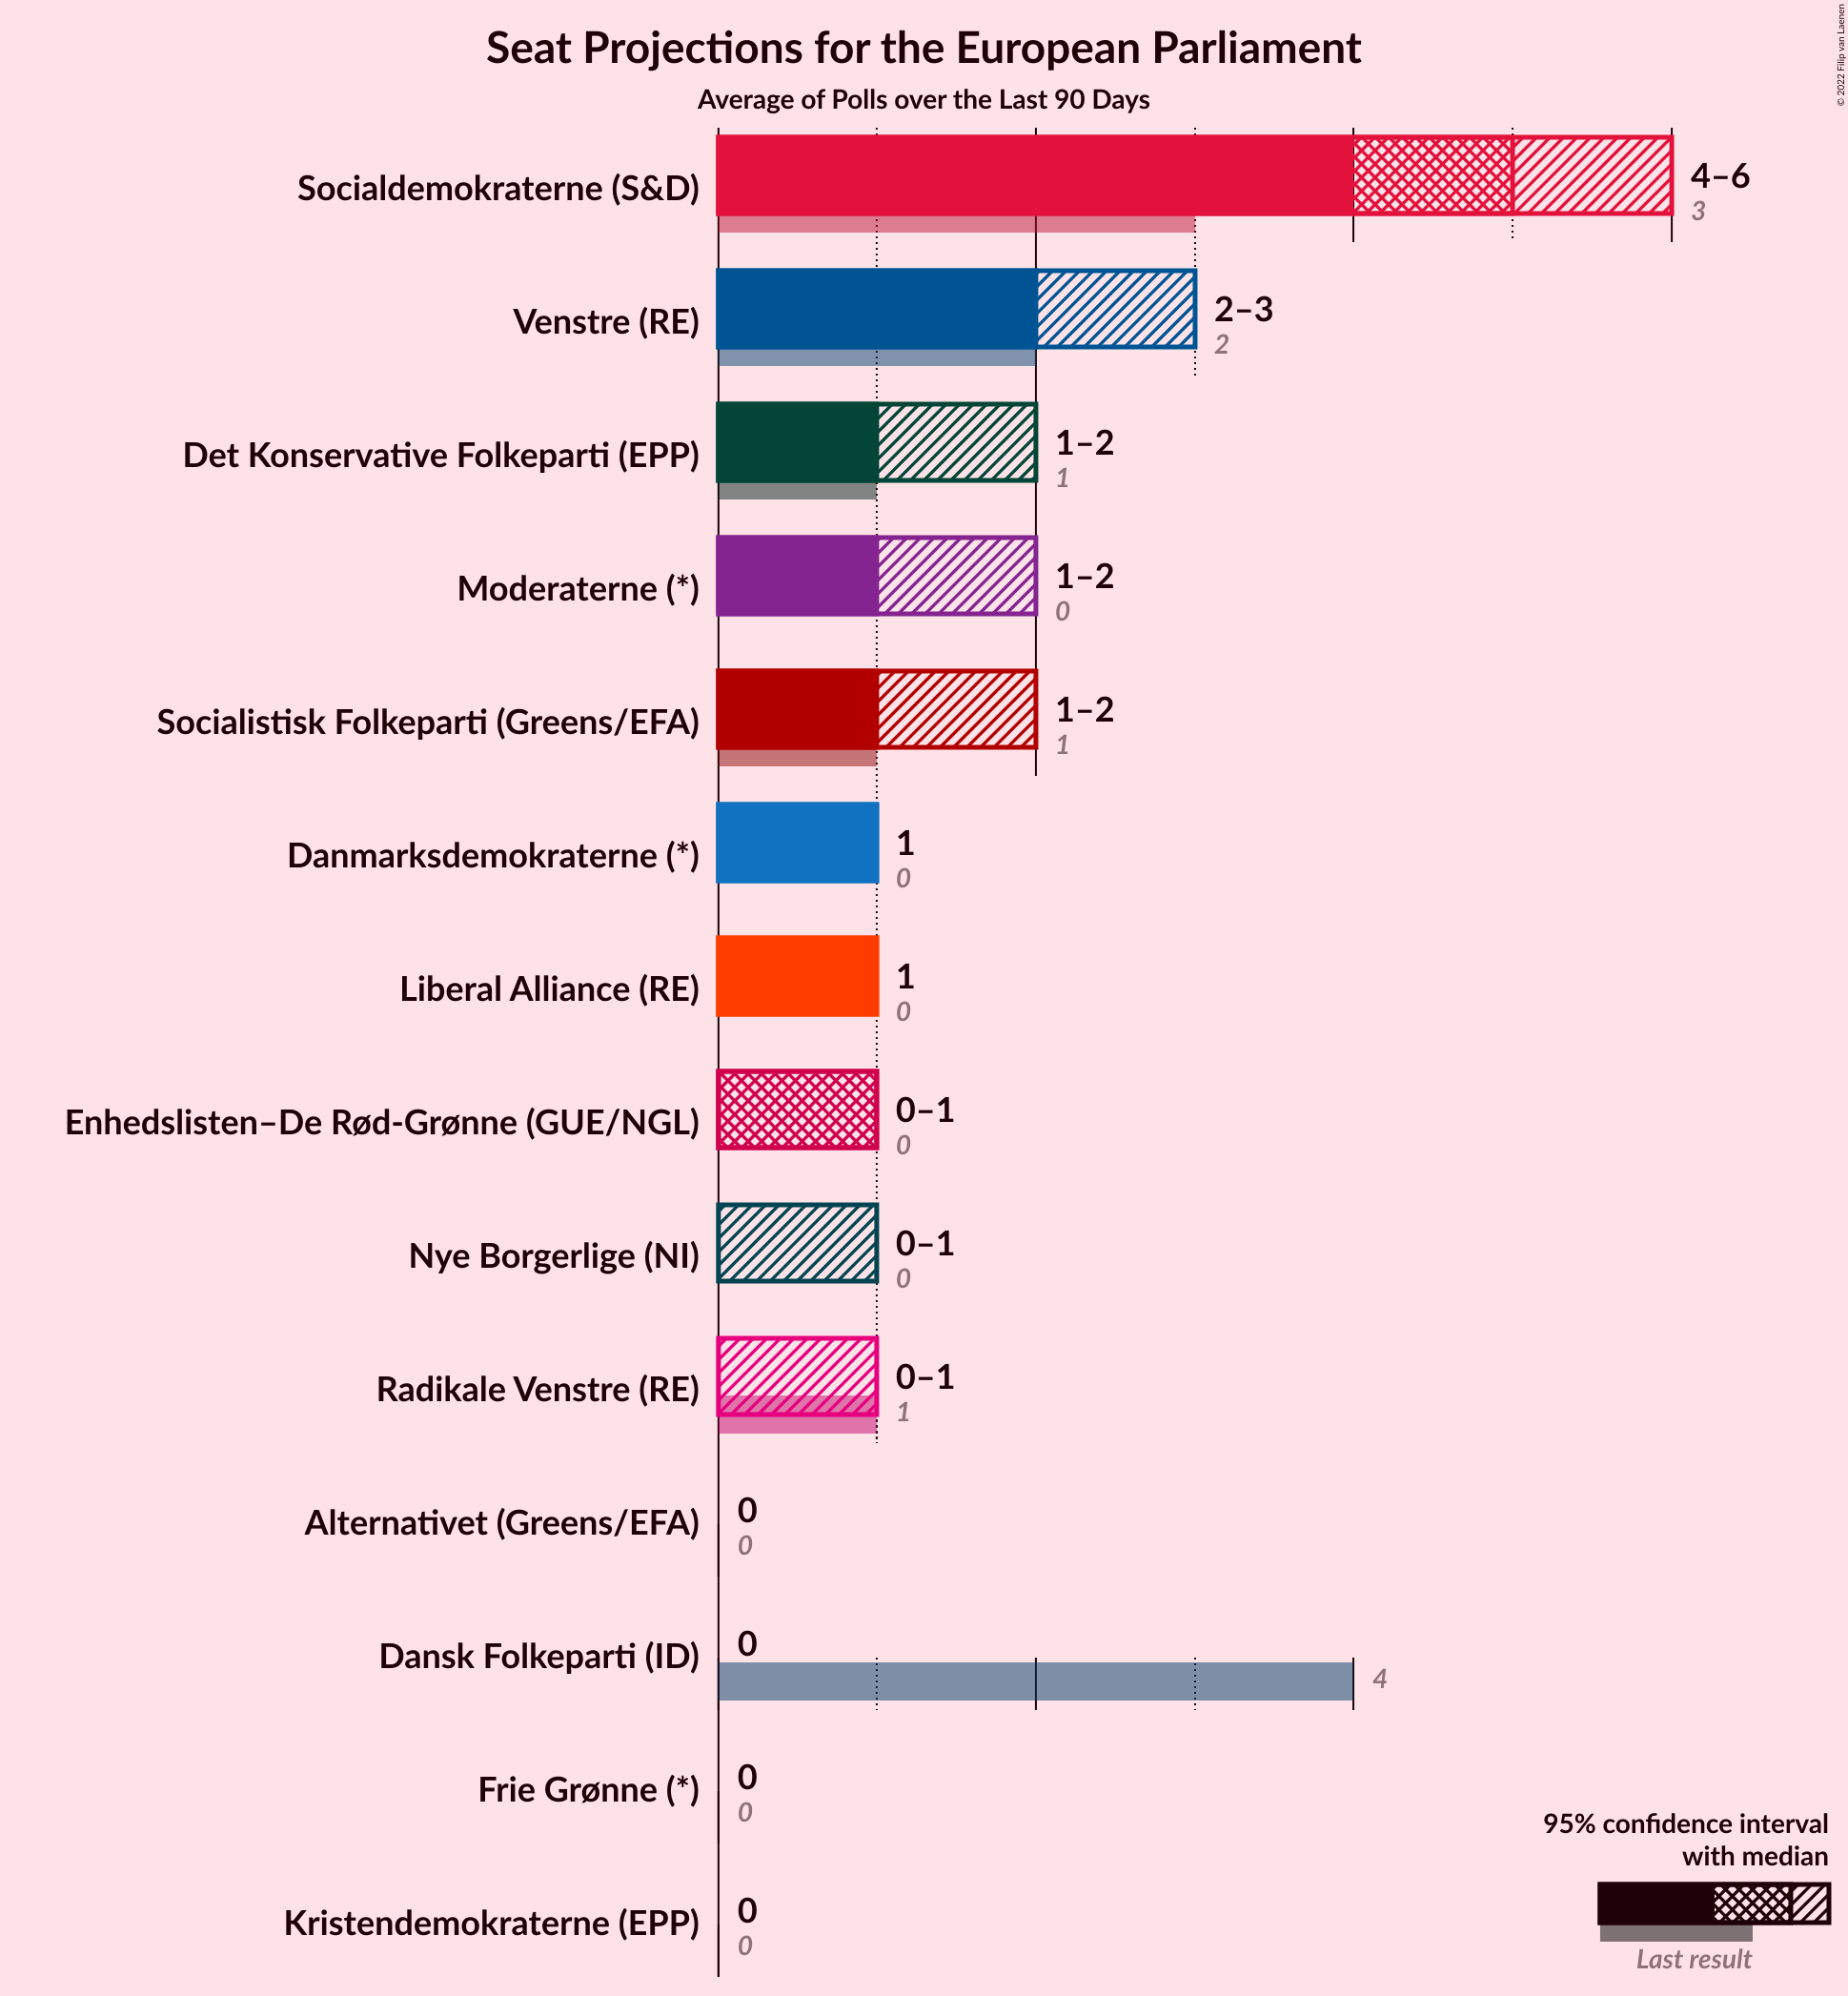 Seat Projections for the European Parliament
Average of Polls over the Last 90 Days
© 2022 Filip van Laenen
Socialdemokraterne (S&D)
4–6
3
Venstre (RE)
2–3
2
Det Konservative Folkeparti (EPP)
1–2
1
Moderaterne (*)
1–2
0
Socialistisk Folkeparti (Greens/EFA)
1–2
1
Danmarksdemokraterne (*)
1
0
Liberal Alliance (RE)
1
0
Enhedslisten–De Rød-Grønne (GUE/NGL)
0–1
0
Nye Borgerlige (NI)
0–1
0
Radikale Venstre (RE)
0–1
1
Alternativet (Greens/EFA)
0
0
Dansk Folkeparti (ID)
0
4
Frie Grønne (*)
0
0
Kristendemokraterne (EPP)
0
0
95% confidence interval
with median
Last result